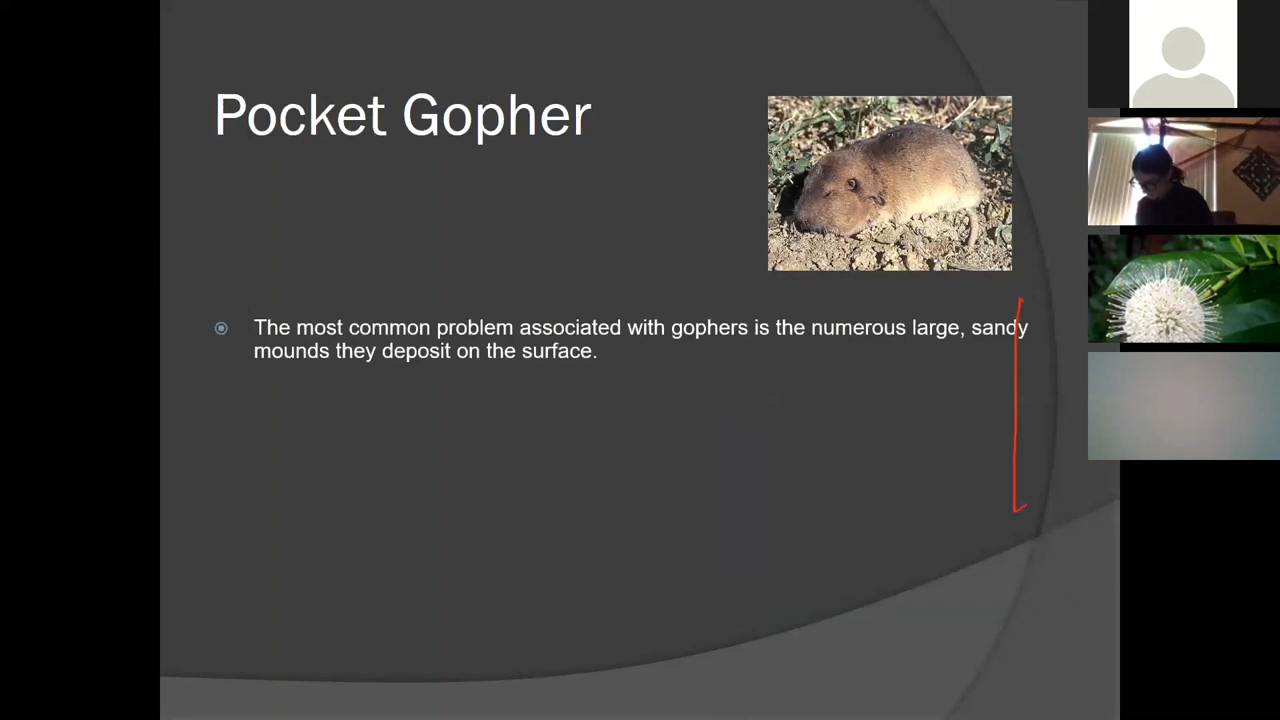 Pocket Gopher
The most common problem associated with gophers is the numerous large, sandy
mounds they deposit on the surface.